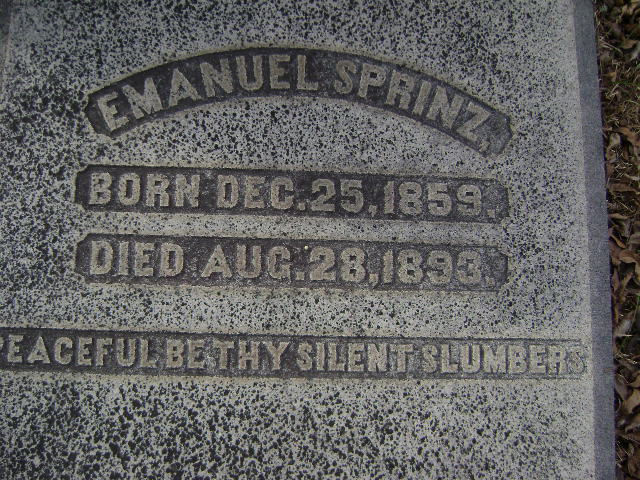 EMANUEL SPRINZ,
BORN DEC. 25, 1859.
DIED AUG. 28, 1893.
PEACEFUL BE THY SILENT SLUMBERS